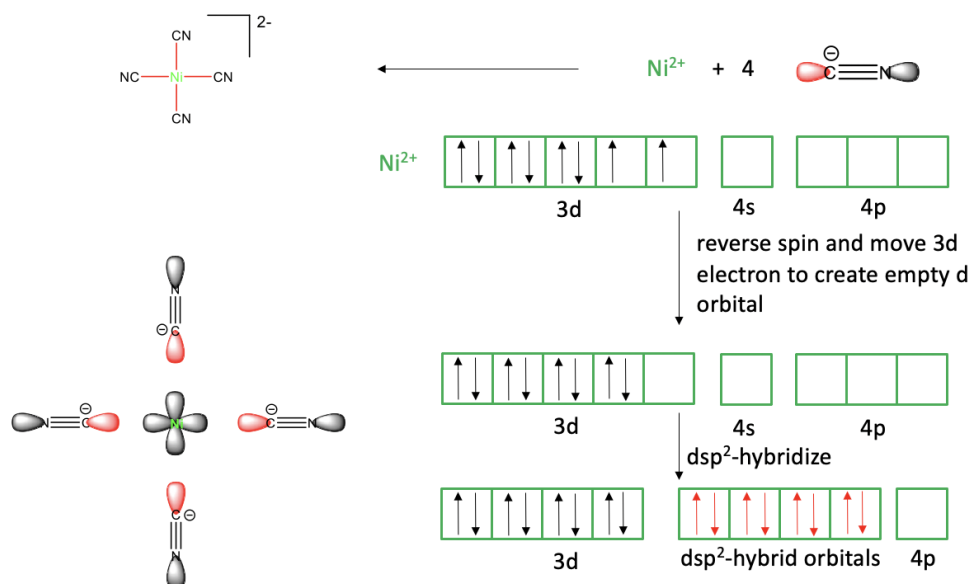 CN
2-
NC Ni CN
CN
Ni²⁺ + 4 ⊖
C N
Ni²⁺
3d 4s 4p
reverse spin and move 3d
electron to create empty d
orbital
3d 4s 4p
dsp²-hybridize
3d dsp²-hybrid orbitals 4p
N
⊖ C
⊖ ⊖
N C Ni C N
C ⊖
N